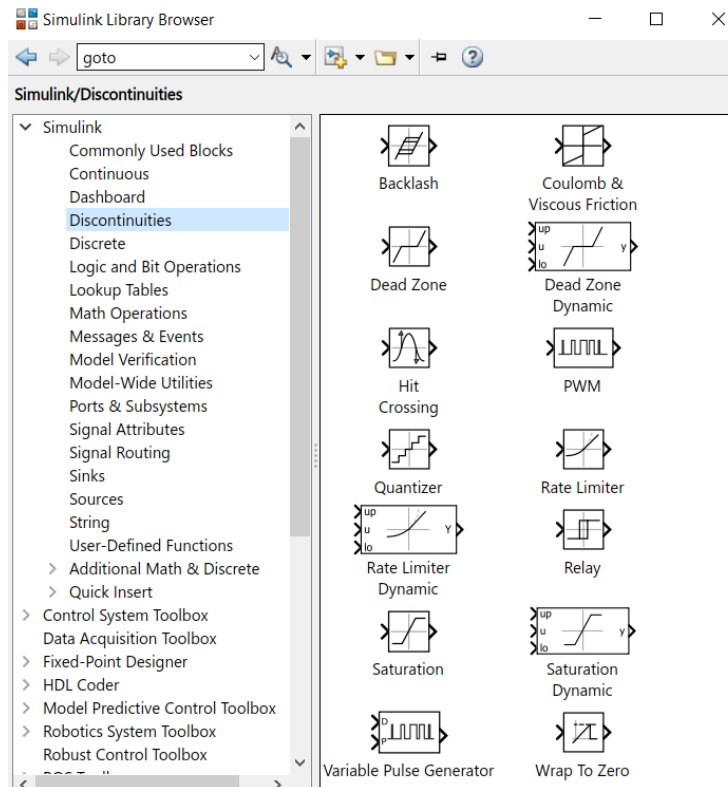 Simulink Library Browser
goto
Simulink/Discontinuities
Simulink
Commonly Used Blocks
Continuous
Dashboard
Discontinuities
Discrete
Logic and Bit Operations
Lookup Tables
Math Operations
Messages & Events
Model Verification
Model-Wide Utilities
Ports & Subsystems
Signal Attributes
Signal Routing
Sinks
Sources
String
User-Defined Functions
Additional Math & Discrete
Quick Insert
Control System Toolbox
Data Acquisition Toolbox
Fixed-Point Designer
HDL Coder
Model Predictive Control Toolbox
Robotics System Toolbox
Robust Control Toolbox
Backlash
Coulomb &
Viscous Friction
Dead Zone
up
u
lo
y
Dead Zone
Dynamic
Hit
Crossing
PWM
Quantizer
Rate Limiter
up
u
lo
Y
Rate Limiter
Dynamic
Relay
Saturation
up
u
lo
y
Saturation
Dynamic
D
P
Variable Pulse Generator
Wrap To Zero